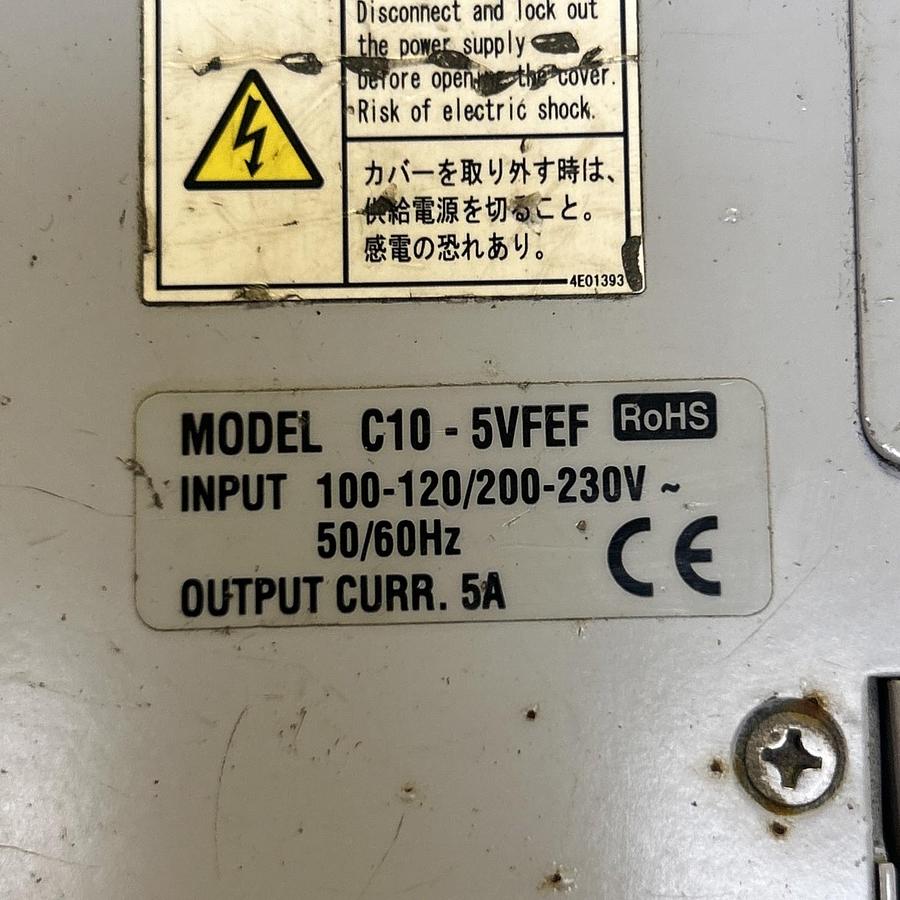 Disconnect and lock out
the power supply
before opening the cover.
Risk of electric shock.
カバーを取り外す時は、
供給電源を切ること。
感電の恐れあり。
4E01393
MODEL C10-5VFEF RoHS
INPUT 100-120/200-230V ~
50/60Hz
CE
OUTPUT CURR. 5A